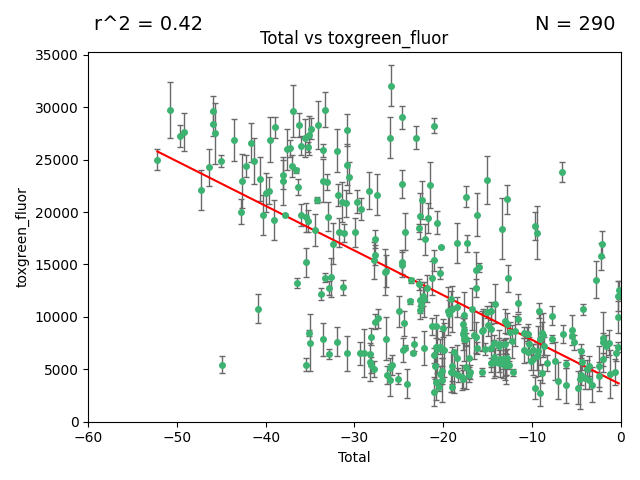 r^2 = 0.42 N = 290
Total vs toxgreen_fluor
35000
30000
25000
20000
15000
10000
5000
0
toxgreen_fluor
−60 −50 −40 −30 −20 −10 0
Total